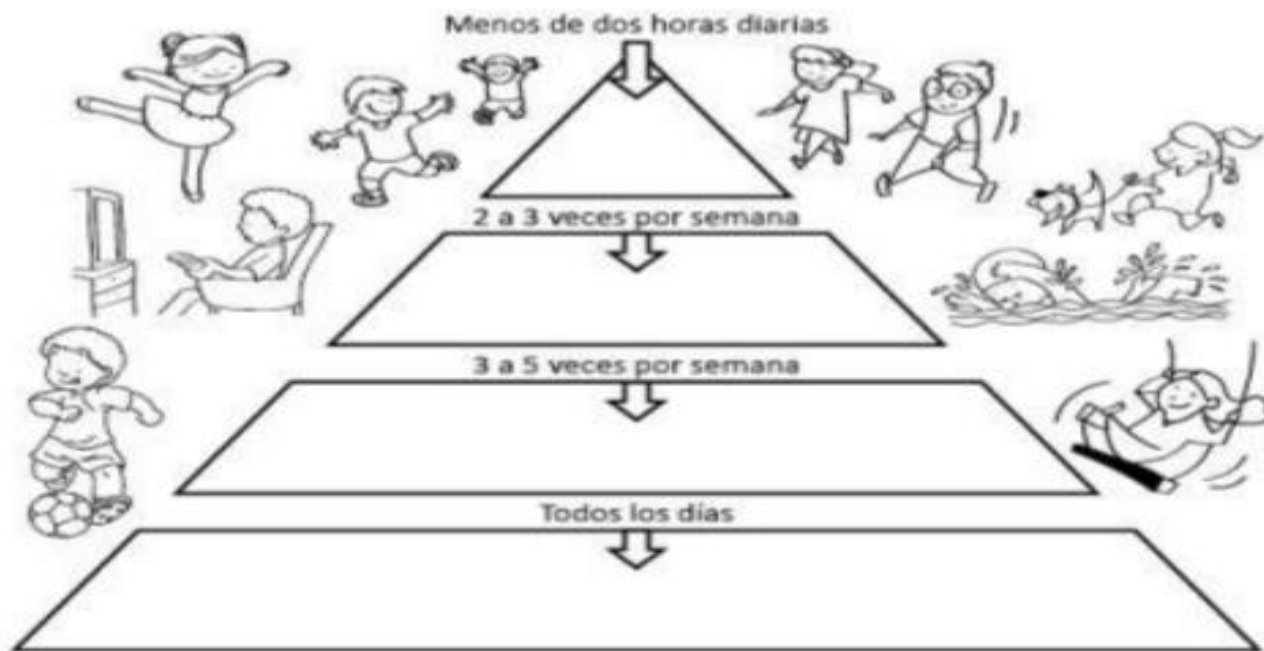 Menos de dos horas diarias
2 a 3 veces por semana
3 a 5 veces por semana
Todos los días